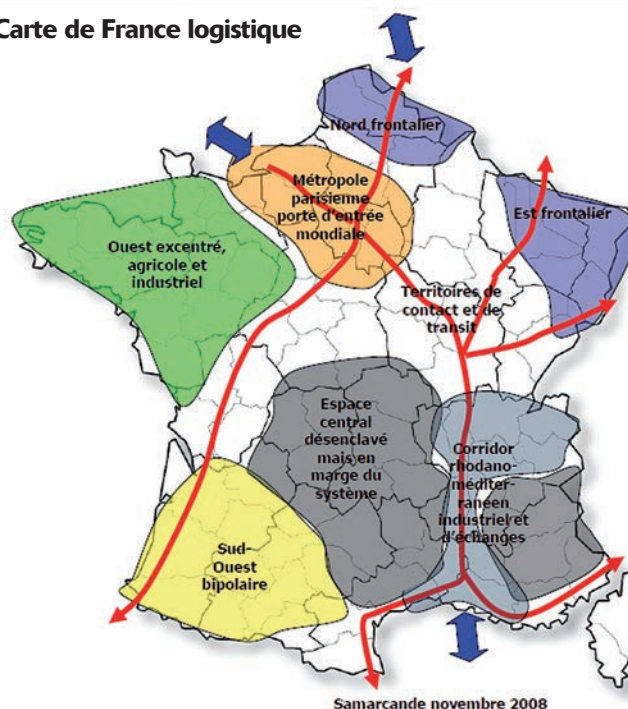 Carte de France logistique
Nord frontalier
Métropole
parisienne
porte d'entrée
mondiale
Est frontalier
Ouest excentré,
agricole et
industriel
Territoires de
contact et de
transit
Espace
central
désenclavé
mais en
marge du
système
Corridor
rhodano-
méditer-
ranéen
industriel et
d'échanges
Sud-
Ouest
bipolaire
Samarcande novembre 2008